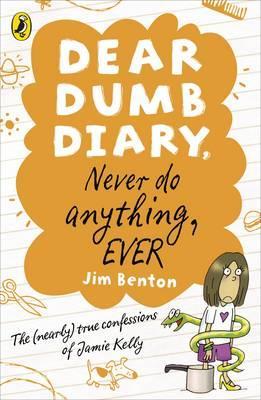 DEAR
DUMB
DIARY,
Never do
anything,
EVER
Jim Benton
The (nearly) true confessions
of Jamie Kelly